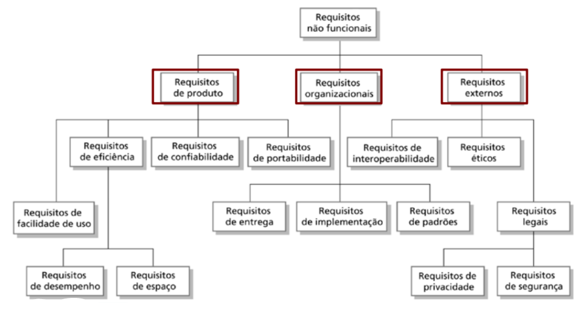 Requisitos
não funcionais
Requisitos
de produto
Requisitos
organizacionais
Requisitos
externos
Requisitos
de eficiência
Requisitos
de confiabilidade
Requisitos
de portabilidade
Requisitos de
interoperabilidade
Requisitos
éticos
Requisitos de
facilidade de uso
Requisitos
de entrega
Requisitos
de implementação
Requisitos
de padrões
Requisitos
legais
Requisitos
de desempenho
Requisitos
de espaço
Requisitos de
privacidade
Requisitos
de segurança